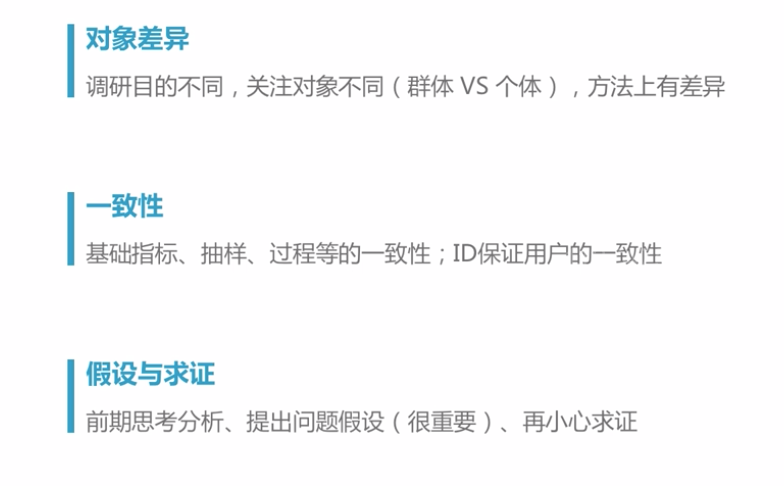 对象差异
调研目的不同，关注对象不同（群体 VS 个体），方法上有差异
一致性
基础指标、抽样、过程等的一致性；ID保证用户的一致性
假设与求证
前期思考分析、提出问题假设（很重要）、再小心求证